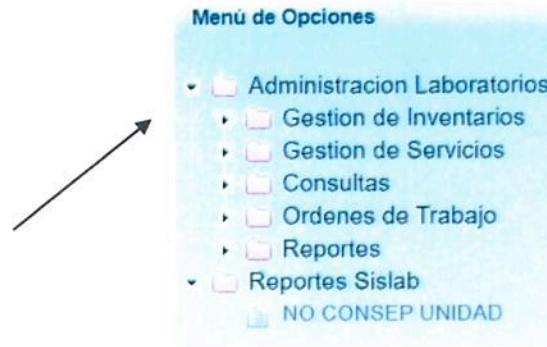 Menú de Opciones
Administracion Laboratorios
Gestion de Inventarios
Gestion de Servicios
Consultas
Ordenes de Trabajo
Reportes
Reportes Sislab
NO CONSEP UNIDAD